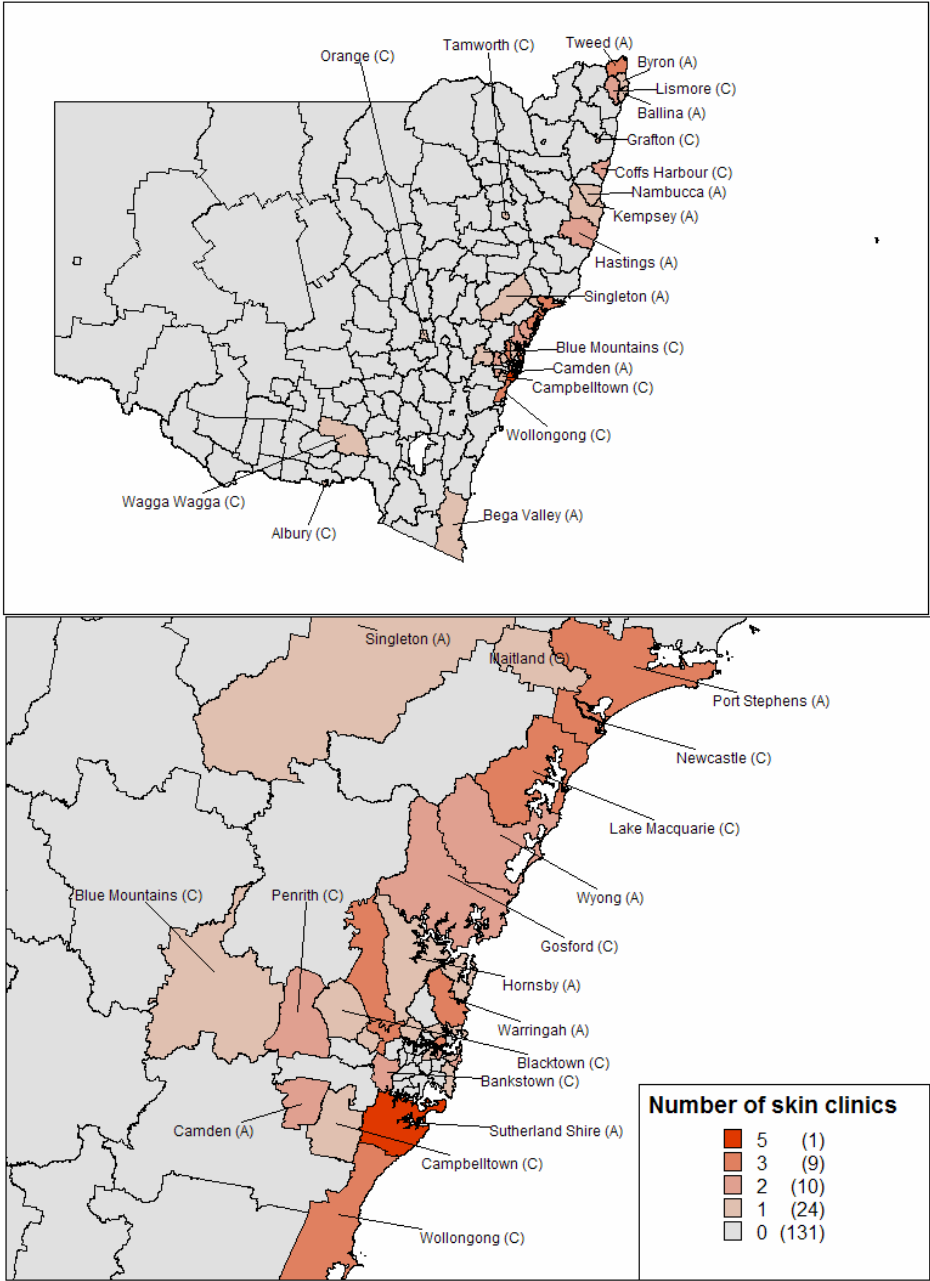 Tweed (A)
Tamworth (C)
Orange (C)
Byron (A)
Lismore (C)
Ballina (A)
Grafton (C)
Coffs Harbour (C)
Nambucca (A)
Kempsey (A)
Hastings (A)
Singleton (A)
Blue Mountains (C)
Camden (A)
Campbelltown (C)
Wollongong (C)
Wagga Wagga (C)
Bega Valley (A)
Albury (C)
Singleton (A)
Maitland (C)
Port Stephens (A)
Newcastle (C)
Lake Macquarie (C)
Blue Mountains (C)
Penrith (C)
Wyong (A)
Gosford (C)
Hornsby (A)
Warringah (A)
Blacktown (C)
Bankstown (C)
Camden (A)
Sutherland Shire (A)
Campbelltown (C)
Wollongong (C)
Number of skin clinics
5 (1)
3 (9)
2 (10)
1 (24)
0 (131)